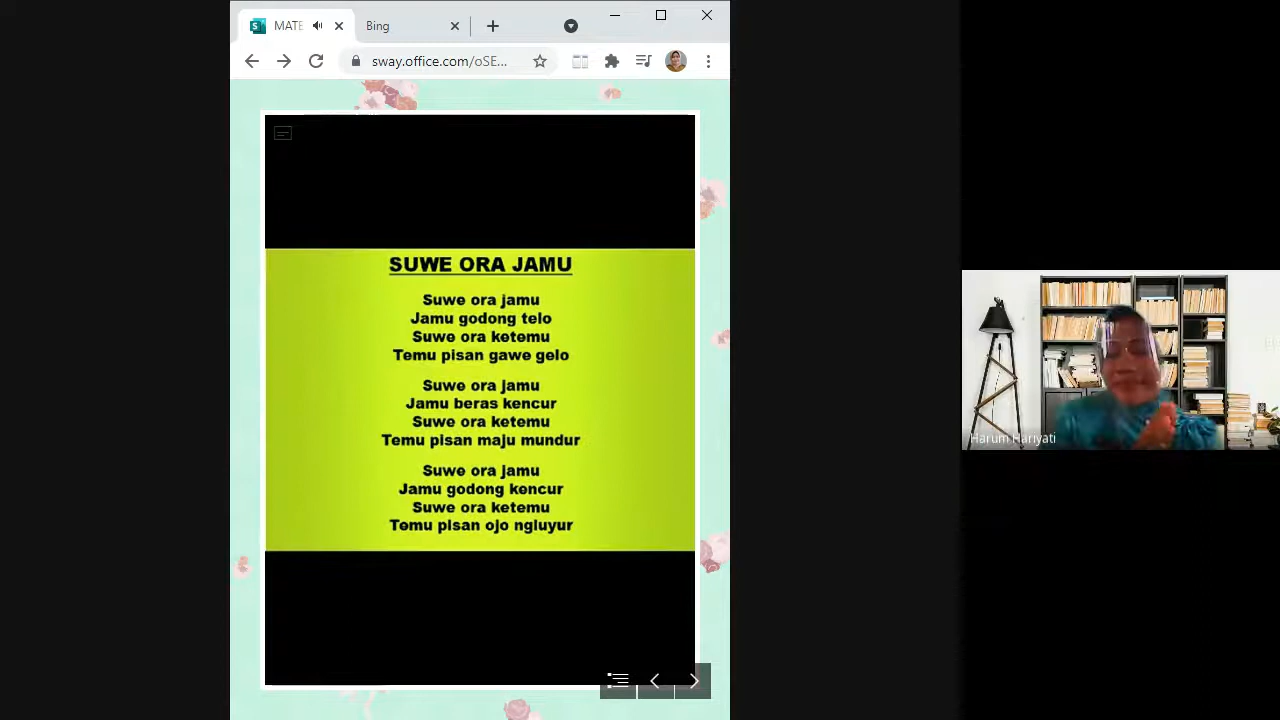 MATE
Bing
sway.office.com/oSE...
SUWE ORA JAMU
Suwe ora jamu
Jamu godong telo
Suwe ora ketemu
Temu pisan gawe gelo
Suwe ora jamu
Jamu beras kencur
Suwe ora ketemu
Temu pisan maju mundur
Suwe ora jamu
Jamu godong kencur
Suwe ora ketemu
Temu pisan ojo ngluyur
Harum Hariyati